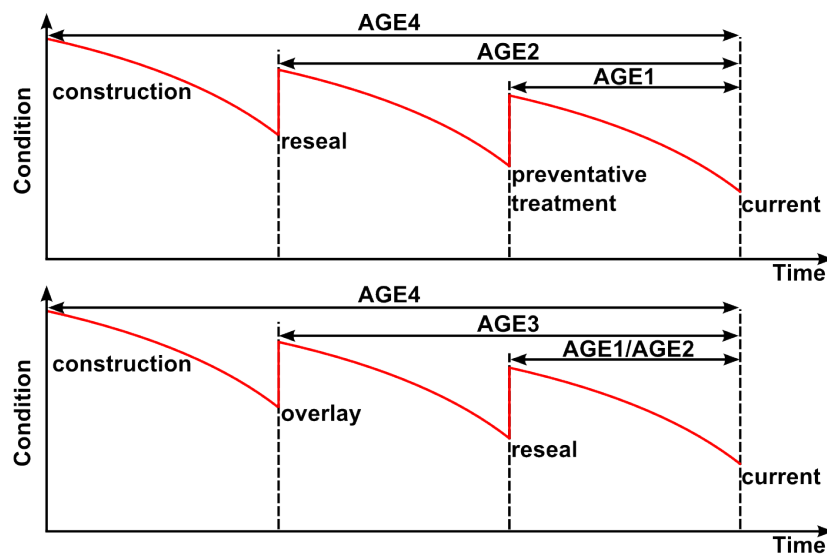 AGE4
AGE2
AGE1
construction
reseal
preventative
treatment
current
Condition
Time
AGE4
AGE3
AGE1/AGE2
construction
overlay
reseal
current
Condition
Time